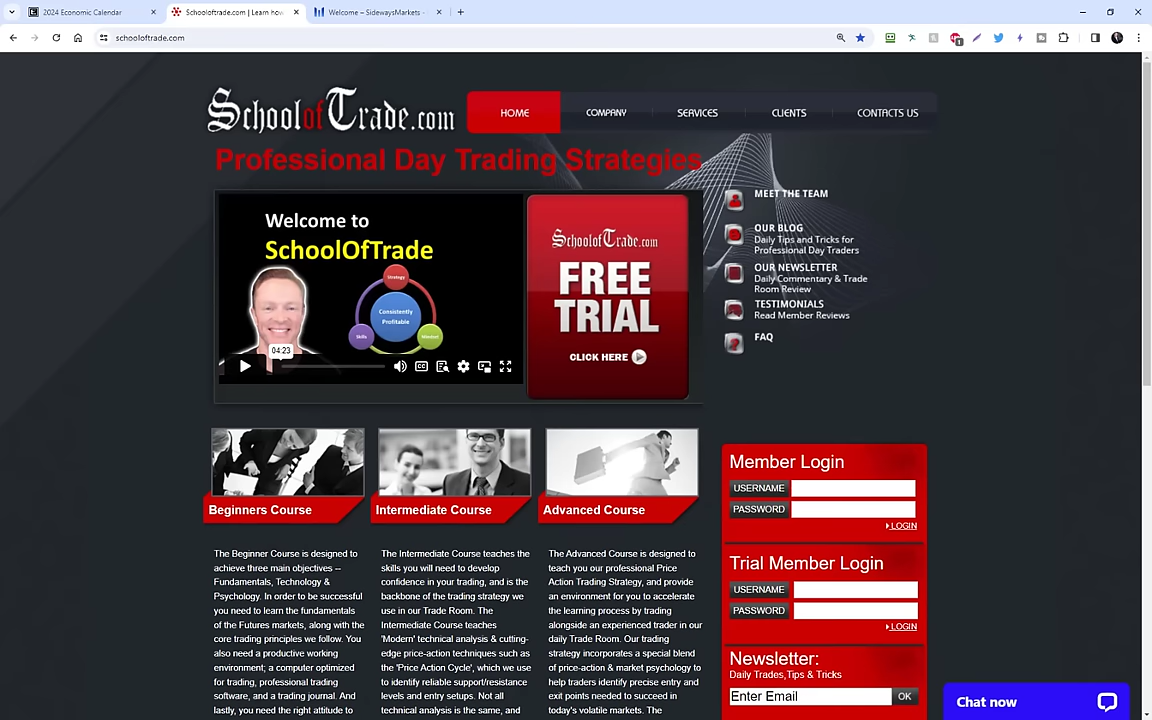 2024 Economic Calendar
Schooloftrade.com | Learn how
Welcome – SidewaysMarkets -
schooloftrade.com
SchoolofTrade.com
HOME
COMPANY
SERVICES
CLIENTS
CONTACTS US
Professional Day Trading Strategies
Welcome to
SchoolOfTrade
Strategy
Consistently
Profitable
Skills
Mindset
04:23
CC
SchoolofTrade.com
FREE
TRIAL
CLICK HERE
MEET THE TEAM
OUR BLOG
Daily Tips and Tricks for
Professional Day Traders
OUR NEWSLETTER
Daily Commentary & Trade
Room Review
TESTIMONIALS
Read Member Reviews
FAQ
Beginners Course
The Beginner Course is designed to
achieve three main objectives --
Fundamentals, Technology &
Psychology. In order to be successful
you need to learn the fundamentals
of the Futures markets, along with the
core trading principles we follow. You
also need a productive working
environment; a computer optimized
for trading, professional trading
software, and a trading journal. And
lastly, you need the right attitude to
Intermediate Course
The Intermediate Course teaches the
skills you will need to develop
confidence in your trading, and is the
backbone of the trading strategy we
use in our Trade Room. The
Intermediate Course teaches
'Modern' technical analysis & cutting-
edge price-action techniques such as
the 'Price Action Cycle', which we use
to identify reliable support/resistance
levels and entry setups. Not all
technical analysis is the same, and
Advanced Course
The Advanced Course is designed to
teach you our professional Price
Action Trading Strategy, and provide
an environment for you to accelerate
the learning process by trading
alongside an experienced trader in our
daily Trade Room. Our trading
strategy incorporates a special blend
of price-action & market psychology to
help traders identify precise entry and
exit points needed to succeed in
today's volatile markets. The
Member Login
USERNAME
PASSWORD
LOGIN
Trial Member Login
USERNAME
PASSWORD
LOGIN
Newsletter:
Daily Trades,Tips & Tricks
Enter Email OK
Chat now